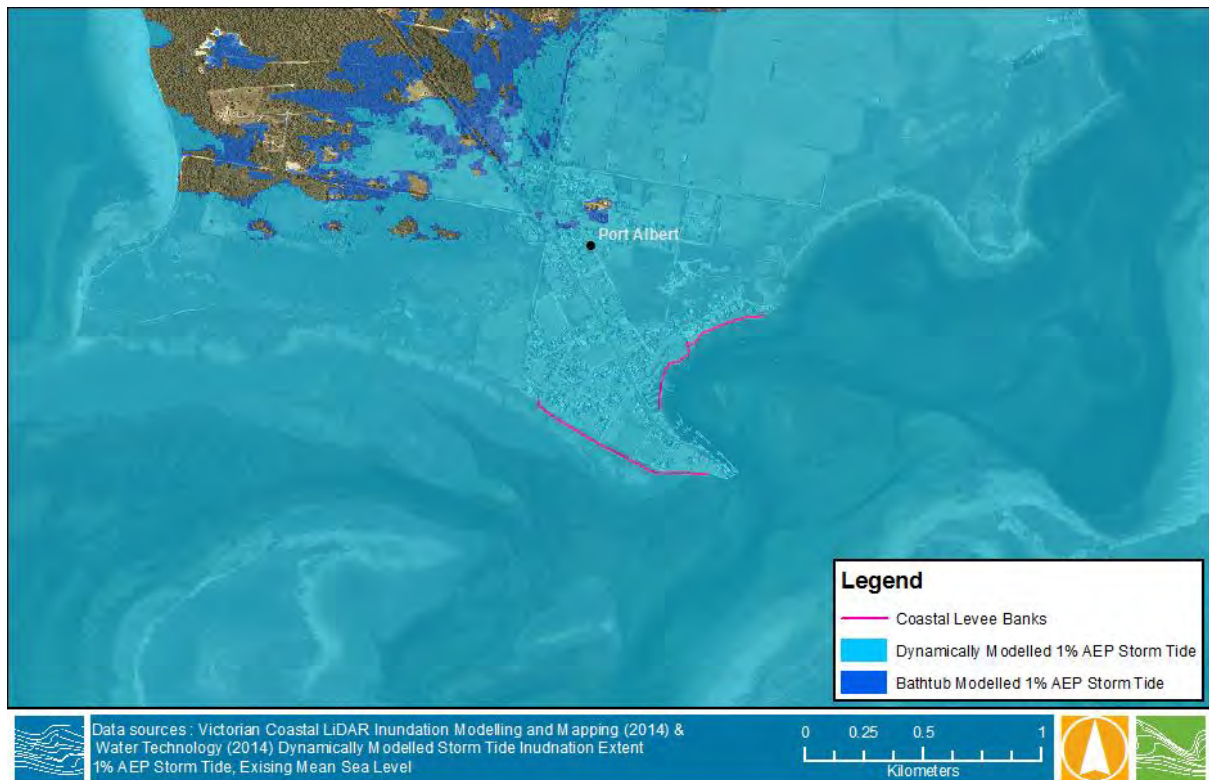 Port Albert
Legend
Coastal Levee Banks
Dynamically Modelled 1% AEP Storm Tide
Bathtub Modelled 1% AEP Storm Tide
Data sources : Victorian Coastal LiDAR Inundation Modelling and Mapping (2014) &
Water Technology (2014) Dynamically Modelled Storm Tide Inudnation Extent
1% AEP Storm Tide, Exising Mean Sea Level
0 0.25 0.5 1
Kilometers